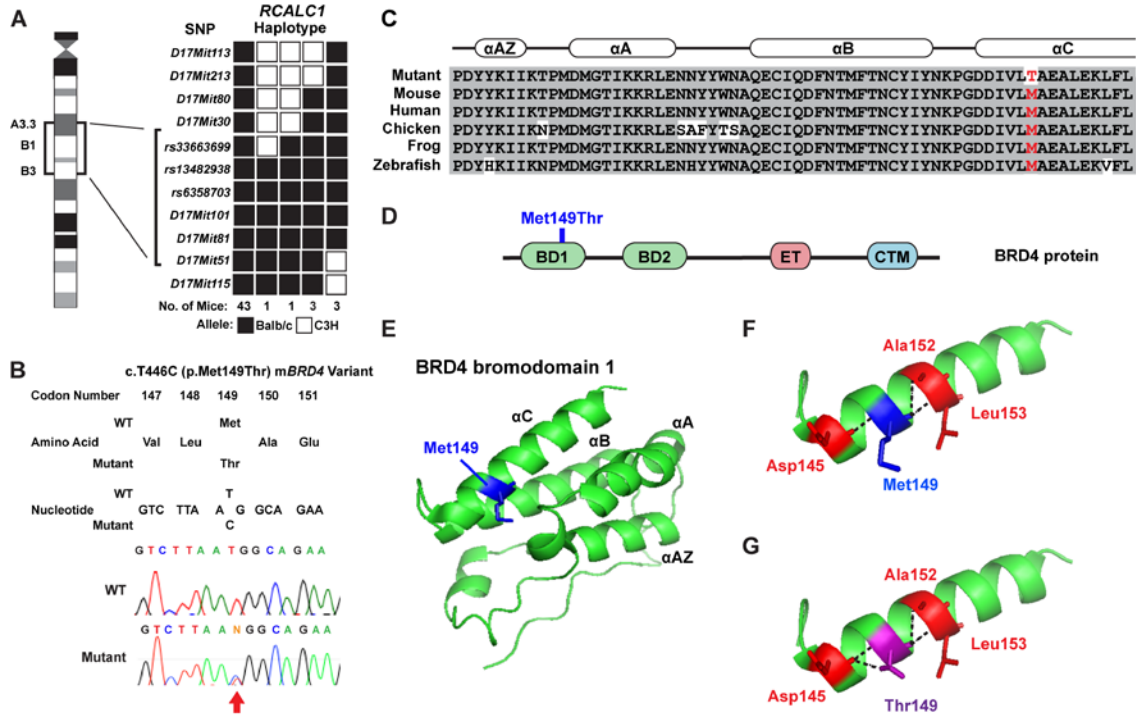 A
SNP
RCALC1
Haplotype
D17Mit113
D17Mit213
D17Mit80
D17Mit30
rs33663699
rs13482938
rs6358703
D17Mit101
D17Mit81
D17Mit51
D17Mit115
A3.3
B1
B3
No. of Mice: 43 1 1 3 3
Allele: Balb/c C3H
B
c.T446C (p.Met149Thr) mBRD4 Variant
Codon Number 147 148 149 150 151
WT Met
Amino Acid Val Leu Ala Glu
Mutant Thr
WT T
Nucleotide GTC TTA A G GCA GAA
Mutant C
G T C T T A A T G G C A G A A
WT
G T C T T A A N G G C A G A A
Mutant
C
αAZ αA αB αC
Mutant PDYYKIIKTPMDMGTIKKRLENNYYWNAQECIQDFNTMFTNCYIYNKPGDDIVLTAEALEKLFL
Mouse PDYYKIIKTPMDMGTIKKRLENNYYWNAQECIQDFNTMFTNCYIYNKPGDDIVLMAEALEKLFL
Human PDYYKIIKTPMDMGTIKKRLENNYYWNAQECIQDFNTMFTNCYIYNKPGDDIVLMAEALEKLFL
Chicken PDYYKIIKNPMDMGTIKKRLESAFYTSAQECIQDFNTMFTNCYIYNKPGDDIVLMAEALEKLFL
Frog PDYYKIIKTPMDMGTIKKRLENNYYWNAQECIQDFNTMFTNCYIYNKPGDDIVLMAEALEKLFL
Zebrafish PDYHKIIKNPMDMGTIKKRLENHYYWNAQECIQDFNTMFTNCYIYNKPGDDIVLMAEALEKVFL
D
Met149Thr
BD1 BD2 ET CTM BRD4 protein
E
BRD4 bromodomain 1
αC
αB
αA
Met149
αAZ
F
Ala152
Leu153
Asp145
Met149
G
Ala152
Leu153
Asp145
Thr149